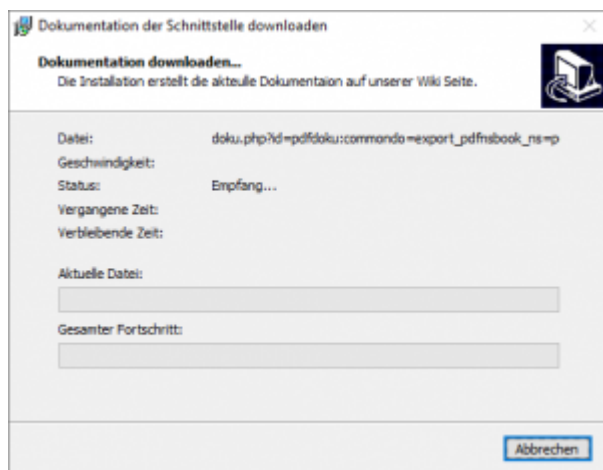 Dokumentation der Schnittstelle downloaden
Dokumentation downloaden...
Die Installation erstellt die akteulle Dokumentaion auf unserer Wiki Seite.
Datei: doku.php?id=pdfdoku:commando=export_pdfnsbook_ns=p
Geschwindigkeit:
Status: Empfang...
Vergangene Zeit:
Verbleibende Zeit:
Aktuelle Datei:
Gesamter Fortschritt:
Abbrechen